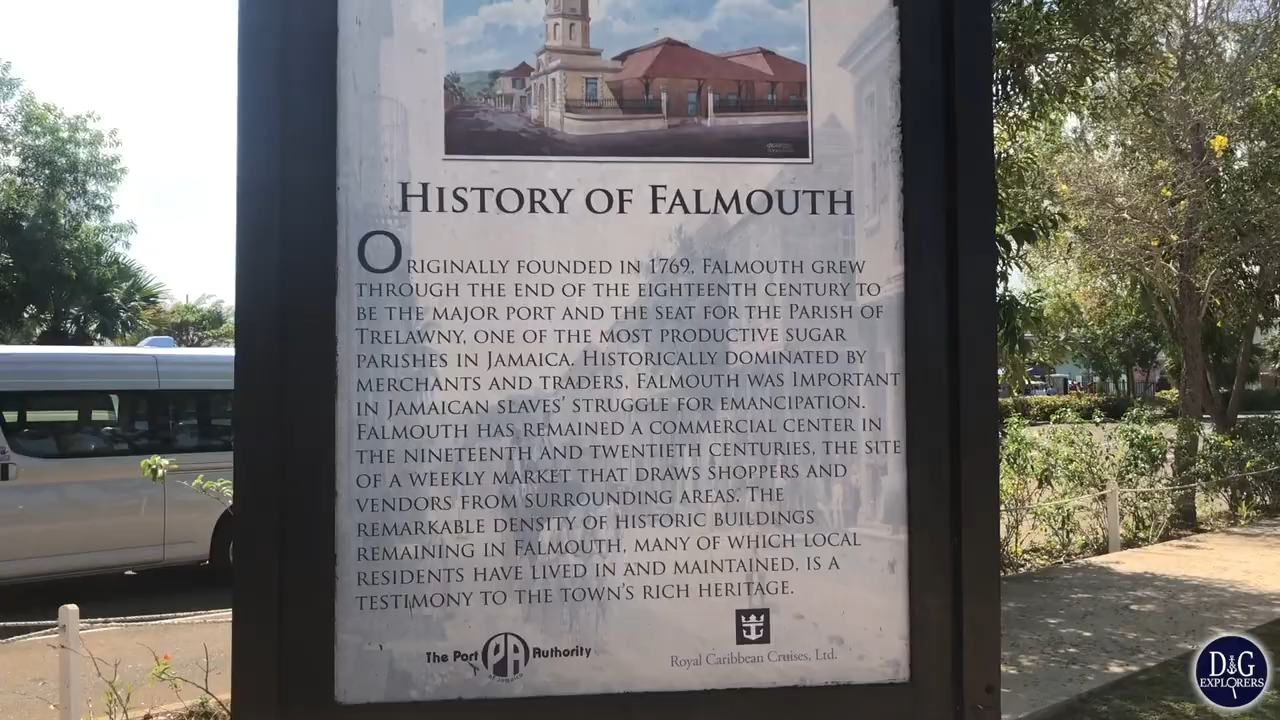 HISTORY OF FALMOUTH
ORIGINALLY FOUNDED IN 1769, FALMOUTH GREW
THROUGH THE END OF THE EIGHTEENTH CENTURY TO
BE THE MAJOR PORT AND THE SEAT FOR THE PARISH OF
TRELAWNY, ONE OF THE MOST PRODUCTIVE SUGAR
PARISHES IN JAMAICA. HISTORICALLY DOMINATED BY
MERCHANTS AND TRADERS, FALMOUTH WAS IMPORTANT
IN JAMAICAN SLAVES' STRUGGLE FOR EMANCIPATION.
FALMOUTH HAS REMAINED A COMMERCIAL CENTER IN
THE NINETEENTH AND TWENTIETH CENTURIES, THE SITE
OF A WEEKLY MARKET THAT DRAWS SHOPPERS AND
VENDORS FROM SURROUNDING AREAS. THE
REMARKABLE DENSITY OF HISTORIC BUILDINGS
REMAINING IN FALMOUTH, MANY OF WHICH LOCAL
RESIDENTS HAVE LIVED IN AND MAINTAINED, IS A
TESTIMONY TO THE TOWN'S RICH HERITAGE.
The Port PA Authority
of Jamaica
Royal Caribbean Cruises, Ltd.
D G
EXPLORERS